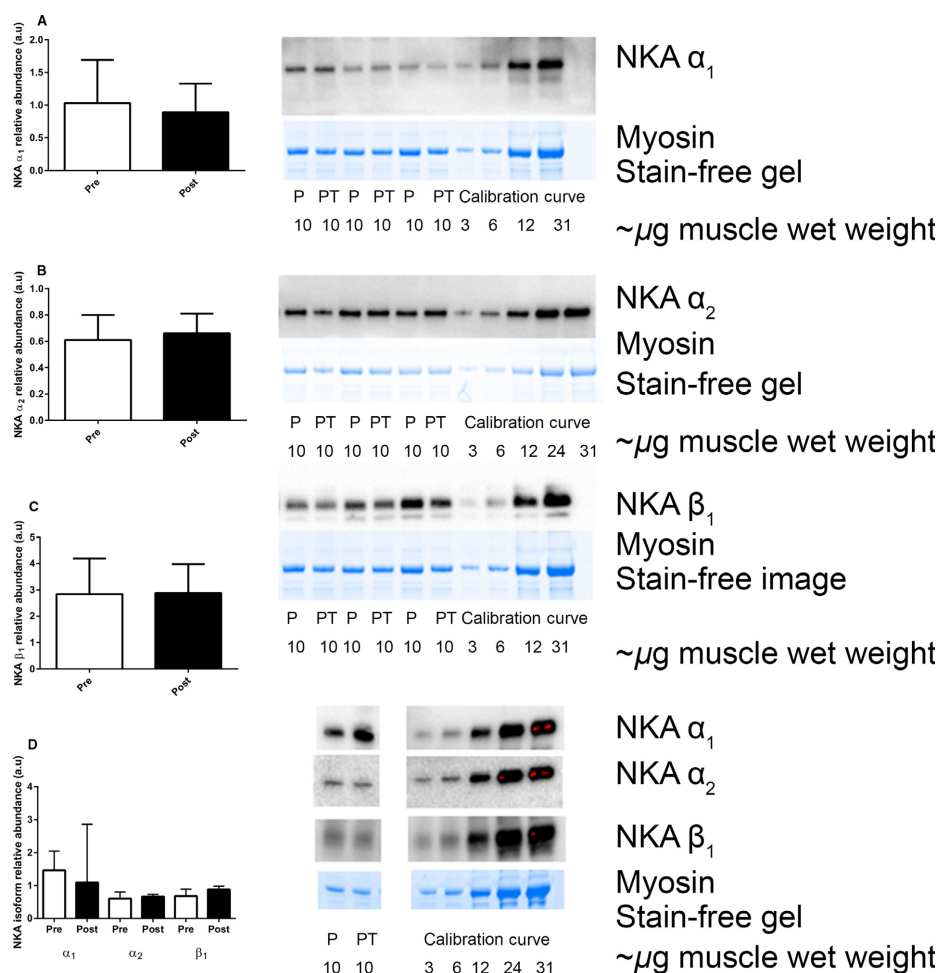 A
NKA α1 relative abundance (a.u)
2.0
1.5
1.0
0.5
0.0
Pre Post
NKA α1
Myosin
Stain-free gel
P PT P PT P PT Calibration curve
10 10 10 10 10 10 3 6 12 31
~µg muscle wet weight
B
NKA α2 relative abundance (a.u)
1.0
0.8
0.6
0.4
0.2
0.0
Pre Post
NKA α2
Myosin
Stain-free gel
P PT P PT P PT Calibration curve
10 10 10 10 10 10 3 6 12 24 31
~µg muscle wet weight
C
NKA β1 relative abundance (a.u)
5
4
3
2
1
0
Pre Post
NKA β1
Myosin
Stain-free image
P PT P PT P PT Calibration curve
10 10 10 10 10 10 3 6 12 31
~µg muscle wet weight
D
NKA isoform relative abundance (a.u)
4
3
2
1
0
Pre Post Pre Post Pre Post
α1 α2 β1
NKA α1
NKA α2
NKA β1
Myosin
Stain-free gel
P PT Calibration curve
10 10 3 6 12 24 31
~µg muscle wet weight